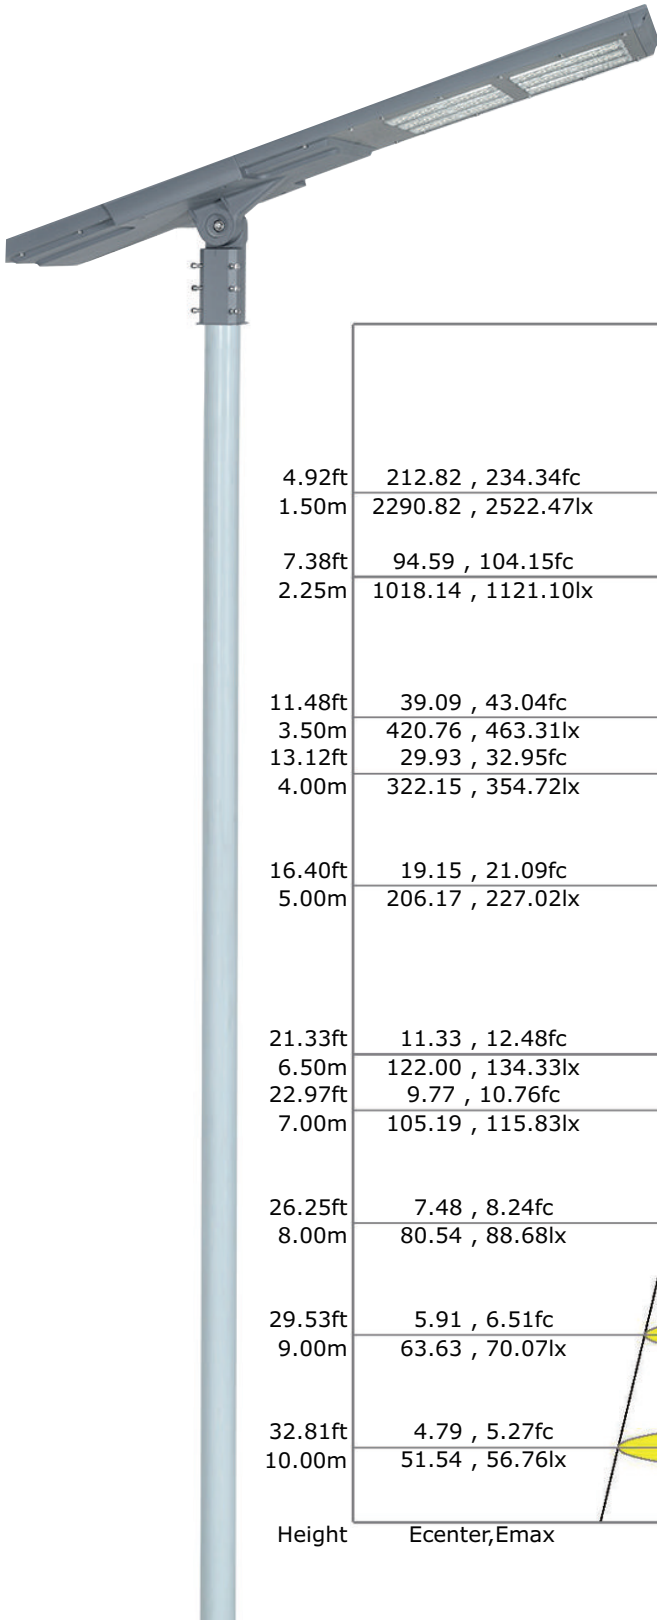 4.92ft 212.82 , 234.34fc
1.50m 2290.82 , 2522.47lx
7.38ft 94.59 , 104.15fc
2.25m 1018.14 , 1121.10lx
11.48ft 39.09 , 43.04fc
3.50m 420.76 , 463.31lx
13.12ft 29.93 , 32.95fc
4.00m 322.15 , 354.72lx
16.40ft 19.15 , 21.09fc
5.00m 206.17 , 227.02lx
21.33ft 11.33 , 12.48fc
6.50m 122.00 , 134.33lx
22.97ft 9.77 , 10.76fc
7.00m 105.19 , 115.83lx
26.25ft 7.48 , 8.24fc
8.00m 80.54 , 88.68lx
29.53ft 5.91 , 6.51fc
9.00m 63.63 , 70.07lx
32.81ft 4.79 , 5.27fc
10.00m 51.54 , 56.76lx
Height Ecenter,Emax